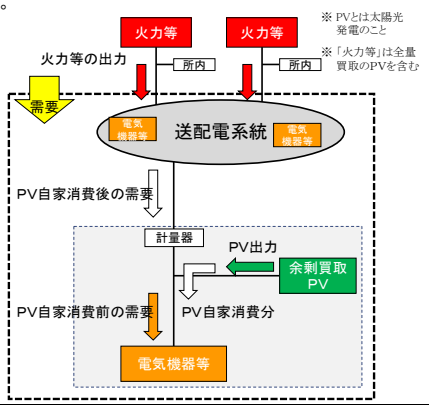 。
※ PVとは太陽光
発電のこと
※「火力等」は全量
買取のPVを含む
火力等
火力等
火力等の出力
所内
所内
需要
電気
機器等
送配電系統
電気
機器等
PV自家消費後の需要
計量器
PV出力
余剰買取
PV
PV自家消費前の需要
PV自家消費分
電気機器等